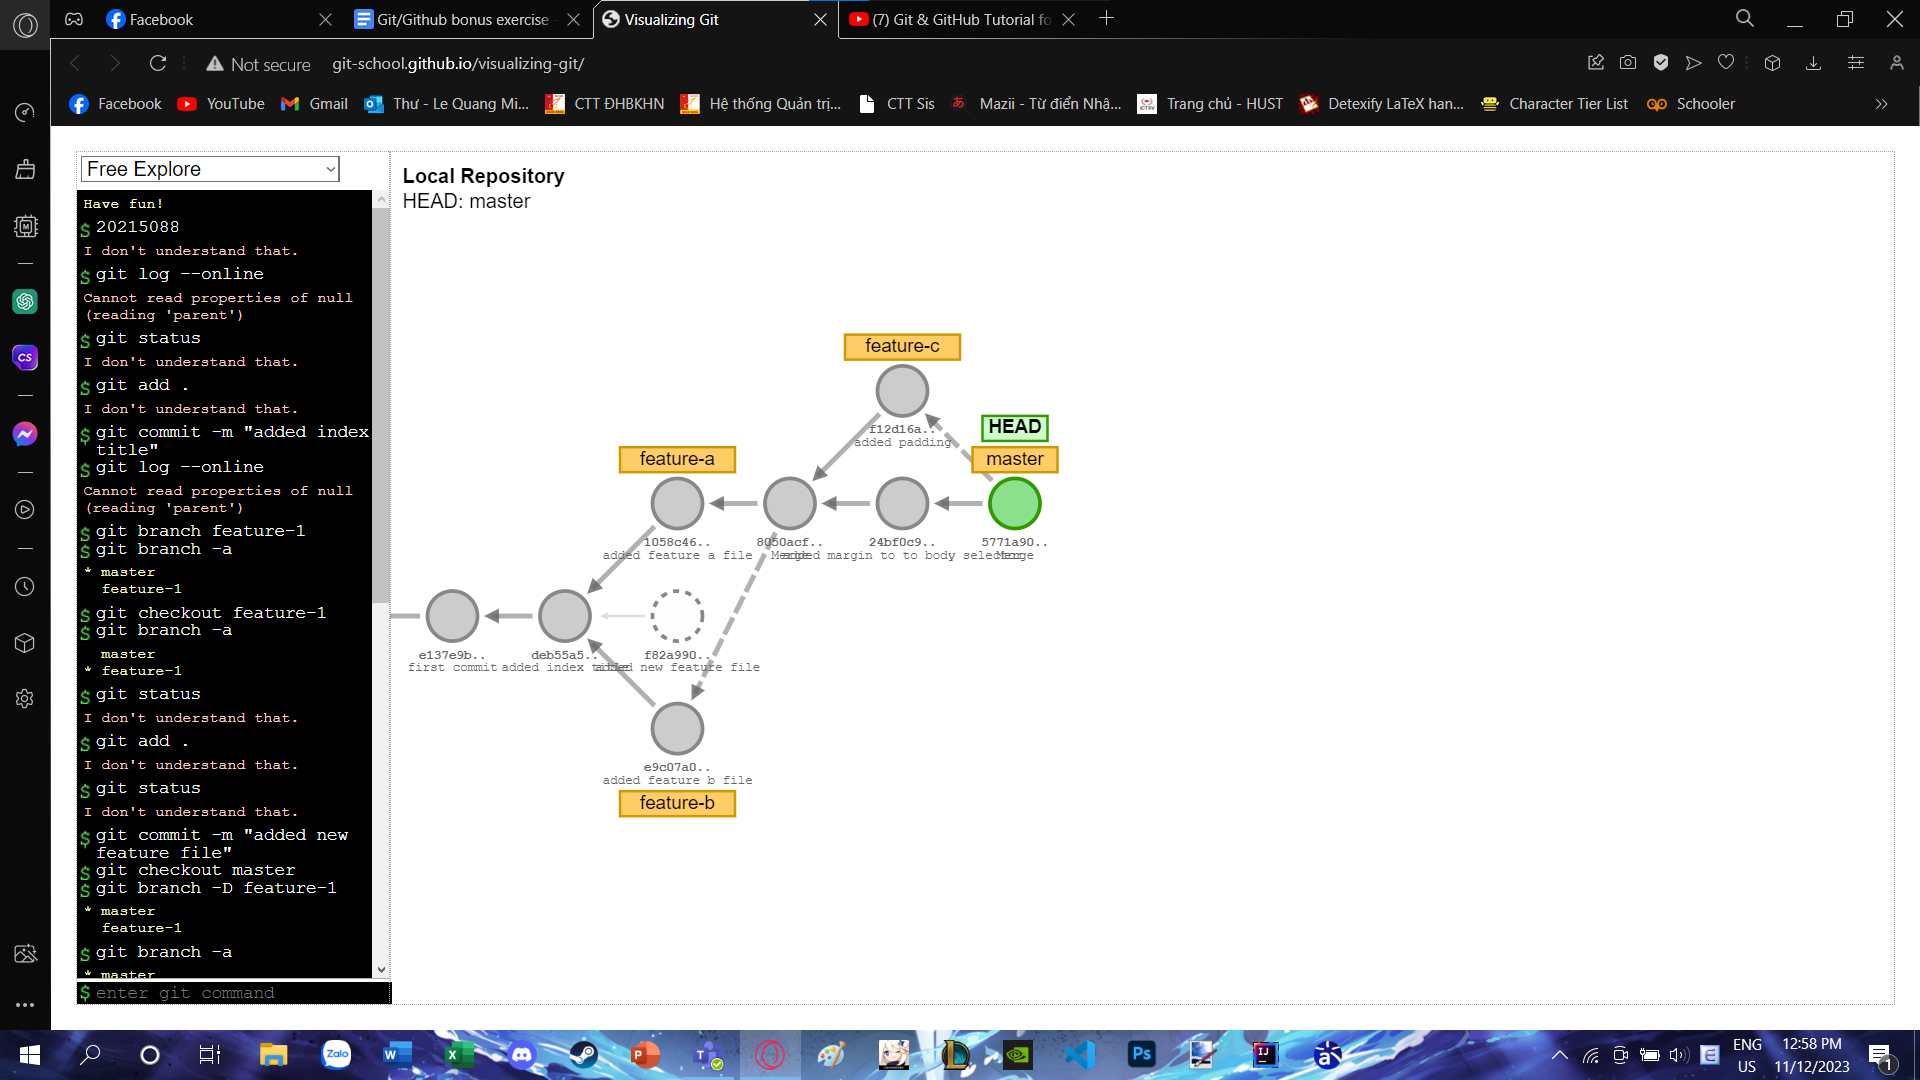 Facebook
Git/Github bonus exercise
Visualizing Git
(7) Git & GitHub Tutorial fo
Not secure
git-school.github.io/visualizing-git/
Facebook
YouTube
Gmail
Thư - Le Quang Mi...
CTT ĐHBKHN
Hệ thống Quản trị...
CTT Sis
Mazii - Từ điển Nhậ...
Trang chủ - HUST
Detexify LaTeX han...
Character Tier List
Schooler
Free Explore
Have fun!
$ 20215088
I don't understand that.
$ git log --online
Cannot read properties of null
(reading 'parent')
$ git status
I don't understand that.
$ git add .
I don't understand that.
$ git commit -m "added index
title"
$ git log --online
Cannot read properties of null
(reading 'parent')
$ git branch feature-1
$ git branch -a
* master
feature-1
$ git checkout feature-1
$ git branch -a
master
* feature-1
$ git status
I don't understand that.
$ git add .
I don't understand that.
$ git status
I don't understand that.
$ git commit -m "added new
feature file"
$ git checkout master
$ git branch -D feature-1
* master
feature-1
$ git branch -a
* master
$ enter git command
Local Repository
HEAD: master
feature-c
f12d16a..
added padding
HEAD
master
feature-a
1058c46..
added feature a file
8050acf..
Merge
24bf0c9..
added margin to to body selector
5771a90..
Merge
e137e9b..
first commit
deb55a5..
added index title
f82a990..
added new feature file
e9c07a0..
added feature b file
feature-b
Zalo
Ps
IJ
ENG
US
12:58 PM
11/12/2023
1